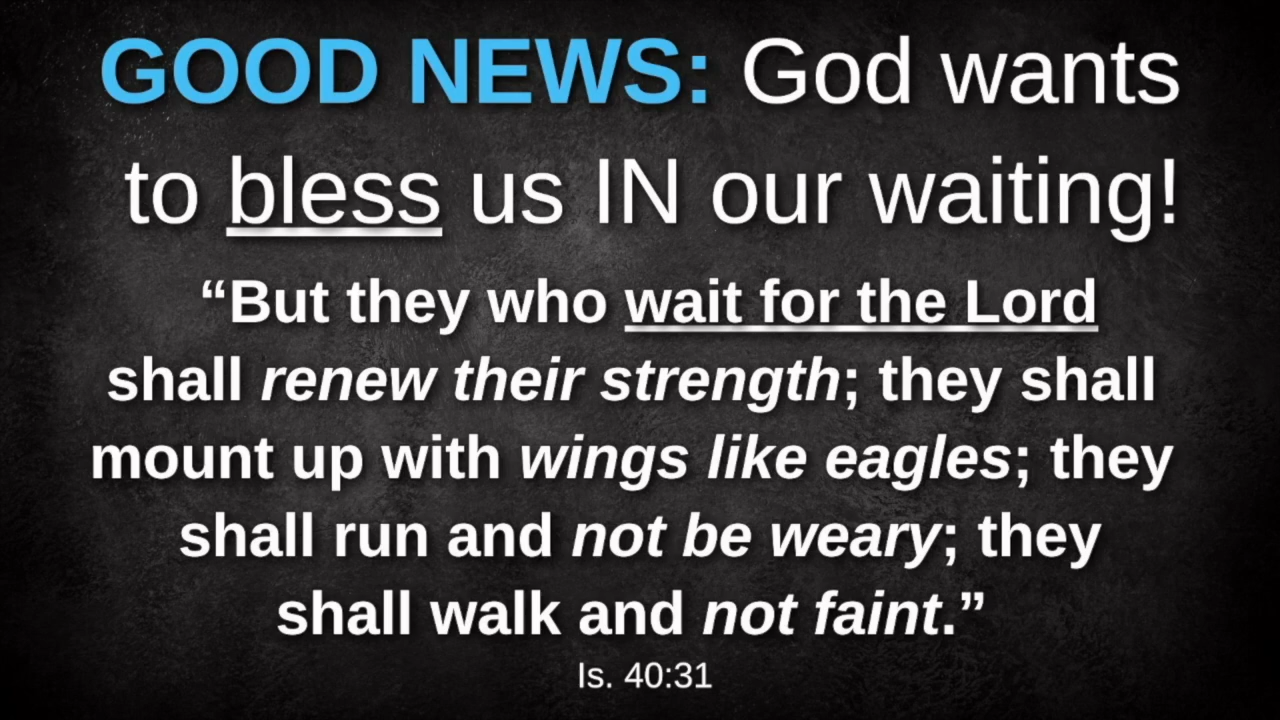 GOOD NEWS: God wants
to bless us IN our waiting!
“But they who wait for the Lord
shall renew their strength; they shall
mount up with wings like eagles; they
shall run and not be weary; they
shall walk and not faint.”
Is. 40:31